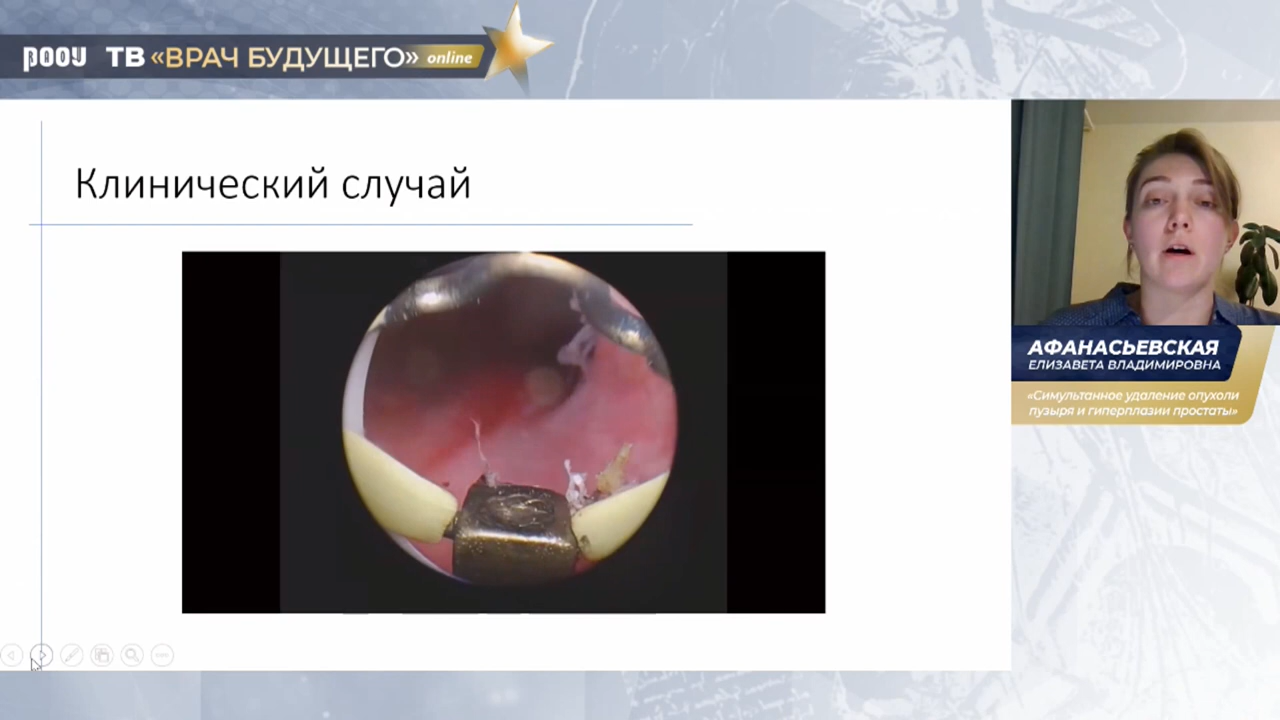 РООУ ТВ «ВРАЧ БУДУЩЕГО» online
Клинический случай
АФАНАСЬЕВСКАЯ
ЕЛИЗАВЕТА ВЛАДИМИРОВНА
«Симультанное удаление опухоли
пузыря и гиперплазии простаты»